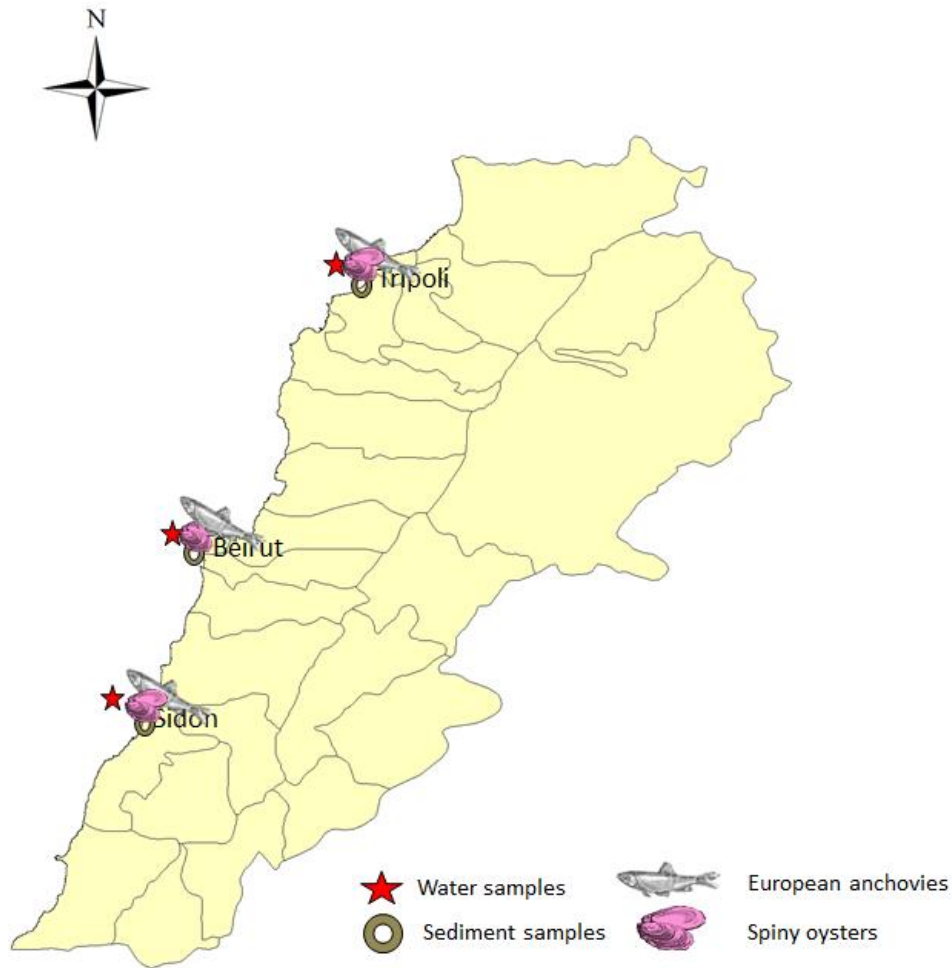 N
Tripoli
Beirut
Sidon
Water samples
European anchovies
Sediment samples
Spiny oysters